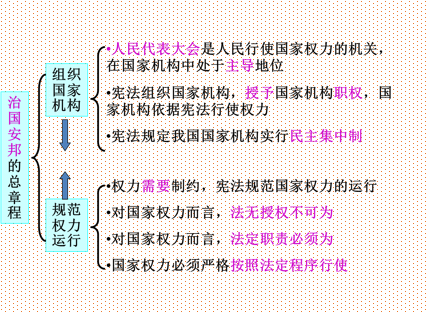 治国安邦的总章程
组织
国家
机构
•人民代表大会是人民行使国家权力的机关，
在国家机构中处于主导地位
•宪法组织国家机构，授予国家机构职权，国
家机构依据宪法行使权力
•宪法规定我国国家机构实行民主集中制
规范
权力
运行
•权力需要制约，宪法规范国家权力的运行
•对国家权力而言，法无授权不可为
•对国家权力而言，法定职责必须为
•国家权力必须严格按照法定程序行使